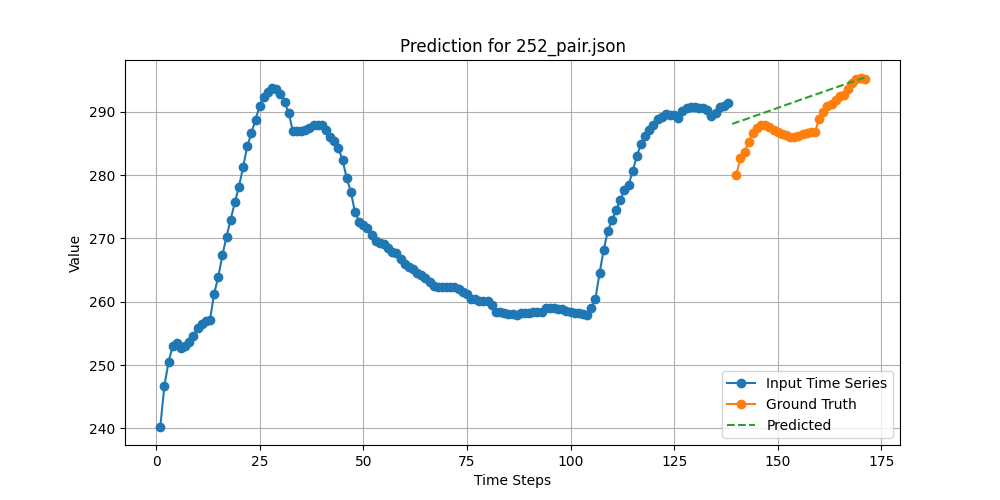 Prediction for 252_pair.json
Value
290
280
270
260
250
240
0 25 50 75 100 125 150 175
Time Steps
Input Time Series
Ground Truth
Predicted